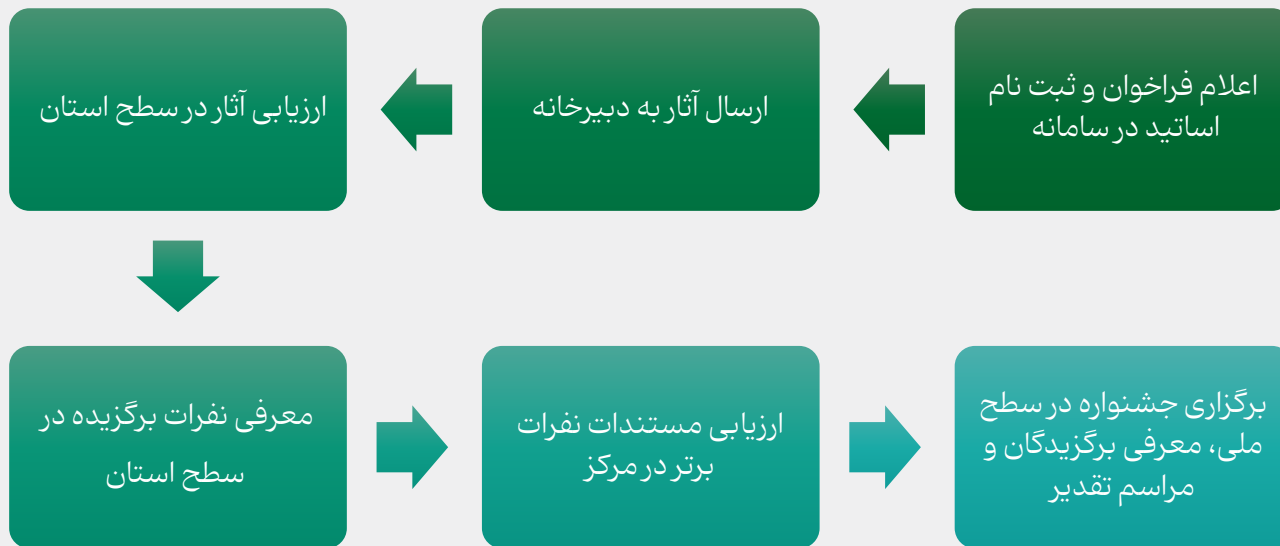 اعلام فراخوان و ثبت نام
اساتید در سامانه
ارسال آثار به دبیرخانه
ارزیابی آثار در سطح استان
معرفی نفرات برگزیده در
سطح استان
ارزیابی مستندات نفرات
برتر در مرکز
برگزاری جشنواره در سطح
ملی، معرفی برگزیدگان و
مراسم تقدیر